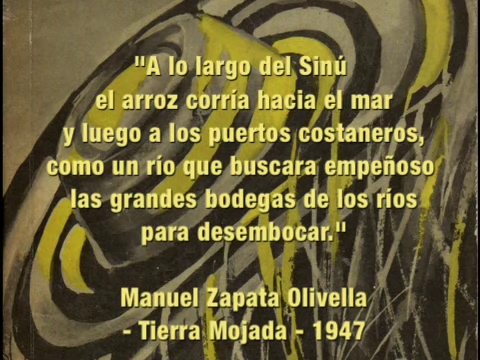 "A lo largo del Sinú
el arroz corría hacia el mar
y luego a los puertos costaneros,
como un río que buscara empeñoso
las grandes bodegas de los ríos
para desembocar."
Manuel Zapata Olivella
- Tierra Mojada - 1947